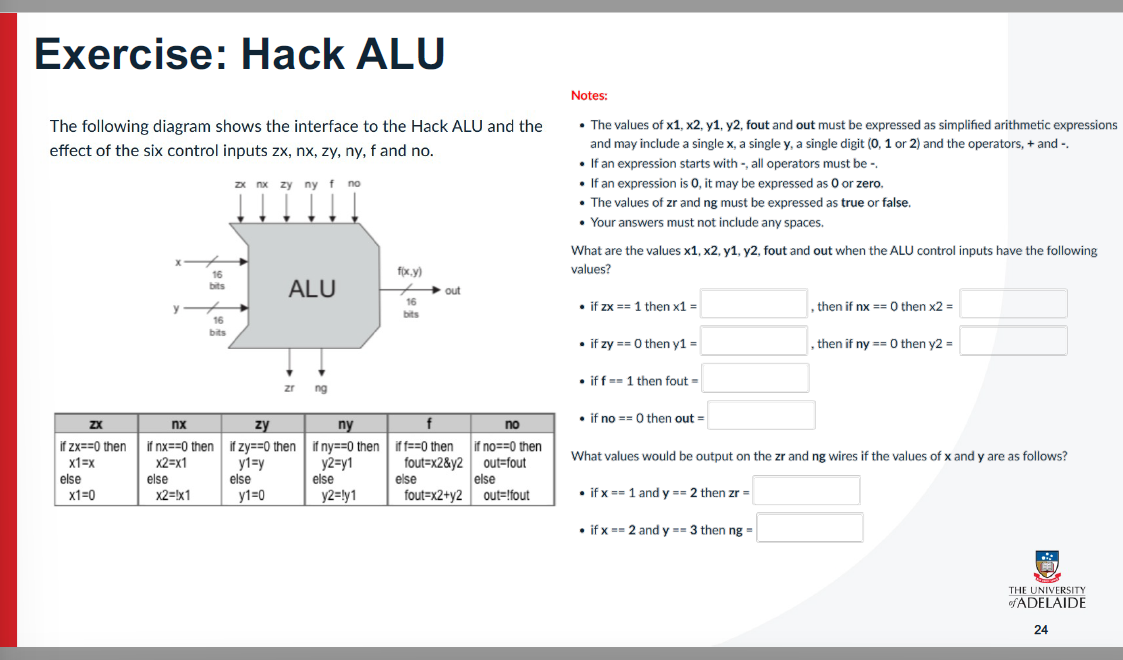 Exercise: Hack ALU
The following diagram shows the interface to the Hack ALU and the
effect of the six control inputs zx, nx, zy, ny, f and no.
zx nx zy ny f no
x
16
bits
y
16
bits
ALU
f(x,y)
out
16
bits
zr ng
zx nx zy ny f no
if zx==0 then if nx==0 then if zy==0 then if ny==0 then if f==0 then if no==0 then
x1=x x2=x1 y1=y y2=y1 fout=x2&y2 out=fout
else else else else else else
x1=0 x2=!x1 y1=0 y2=!y1 fout=x2+y2 out=!fout
Notes:
• The values of x1, x2, y1, y2, fout and out must be expressed as simplified arithmetic expressions
and may include a single x, a single y, a single digit (0, 1 or 2) and the operators, + and -.
• If an expression starts with -, all operators must be -.
• If an expression is 0, it may be expressed as 0 or zero.
• The values of zr and ng must be expressed as true or false.
• Your answers must not include any spaces.
What are the values x1, x2, y1, y2, fout and out when the ALU control inputs have the following
values?
• if zx == 1 then x1 = , then if nx == 0 then x2 =
• if zy == 0 then y1 = , then if ny == 0 then y2 =
• if f == 1 then fout =
• if no == 0 then out =
What values would be output on the zr and ng wires if the values of x and y are as follows?
• if x == 1 and y == 2 then zr =
• if x == 2 and y == 3 then ng =
THE UNIVERSITY
of ADELAIDE
24